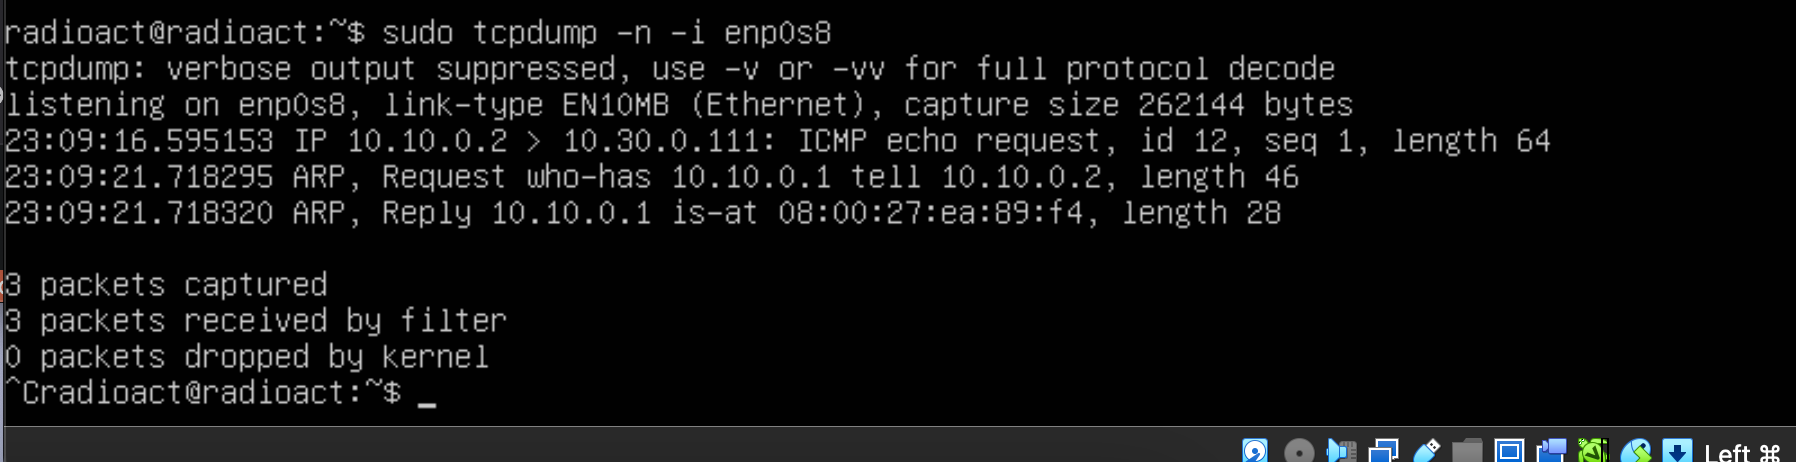 radioact@radioact:~$ sudo tcpdump -n -i enp0s8
tcpdump: verbose output suppressed, use -v or -vv for full protocol decode
listening on enp0s8, link-type EN10MB (Ethernet), capture size 262144 bytes
23:09:16.595153 IP 10.10.0.2 > 10.30.0.111: ICMP echo request, id 12, seq 1, length 64
23:09:21.718295 ARP, Request who-has 10.10.0.1 tell 10.10.0.2, length 46
23:09:21.718320 ARP, Reply 10.10.0.1 is-at 08:00:27:ea:89:f4, length 28
3 packets captured
3 packets received by filter
0 packets dropped by kernel
^Cradioact@radioact:~$ _
Left ⌘